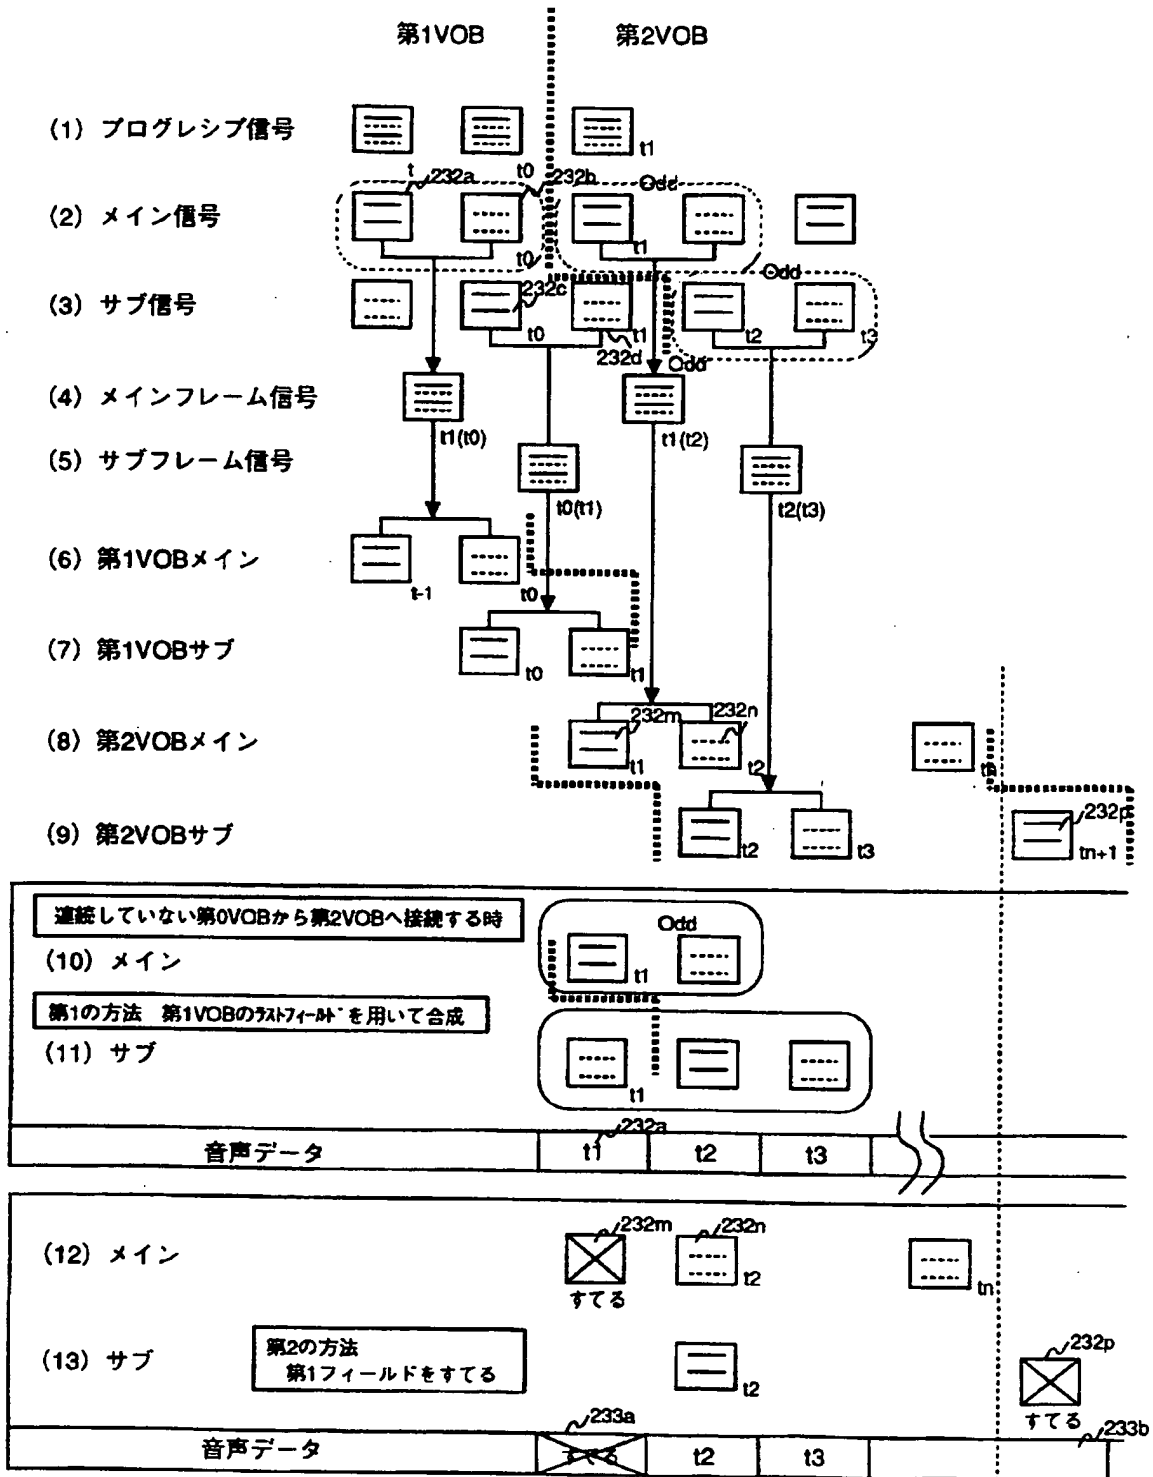 第1VOB 第2VOB
(1) プログレシブ信号
t1
t 232a t0 232b Odd
(2) メイン信号
t0 t1
Odd
(3) サブ信号
232c
t0 t1 t2 t3
232d Odd
(4) メインフレーム信号
t1(t0) t1(t2)
(5) サブフレーム信号
t0(t1) t2(t3)
(6) 第1VOBメイン
t-1 t0
(7) 第1VOBサブ
t0 t1
232m 232n
(8) 第2VOBメイン
t1 t2
(9) 第2VOBサブ
232p
t2 t3 tn+1
連続していない第0VOBから第2VOBへ接続する時
Odd
(10) メイン
t1
第1の方法 第1VOBのラストフィールドを用いて合成
(11) サブ
t1
232a
音声データ t1 t2 t3
232m 232n
(12) メイン
t2 tn
すてる
第2の方法
第1フィールドをすてる
(13) サブ
232p
t2
すてる
233a 233b
音声データ すてる t2 t3